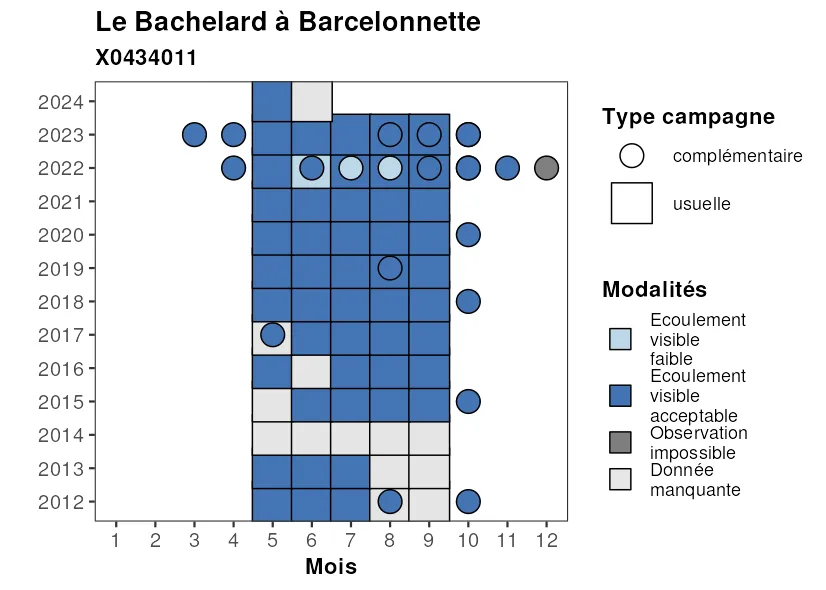 Le Bachelard à Barcelonnette
X0434011
2024
2023
2022
2021
2020
2019
2018
2017
2016
2015
2014
2013
2012
1 2 3 4 5 6 7 8 9 10 11 12
Mois
Type campagne
complémentaire
usuelle
Modalités
Ecoulement
visible
faible
Ecoulement
visible
acceptable
Observation
impossible
Donnée
manquante